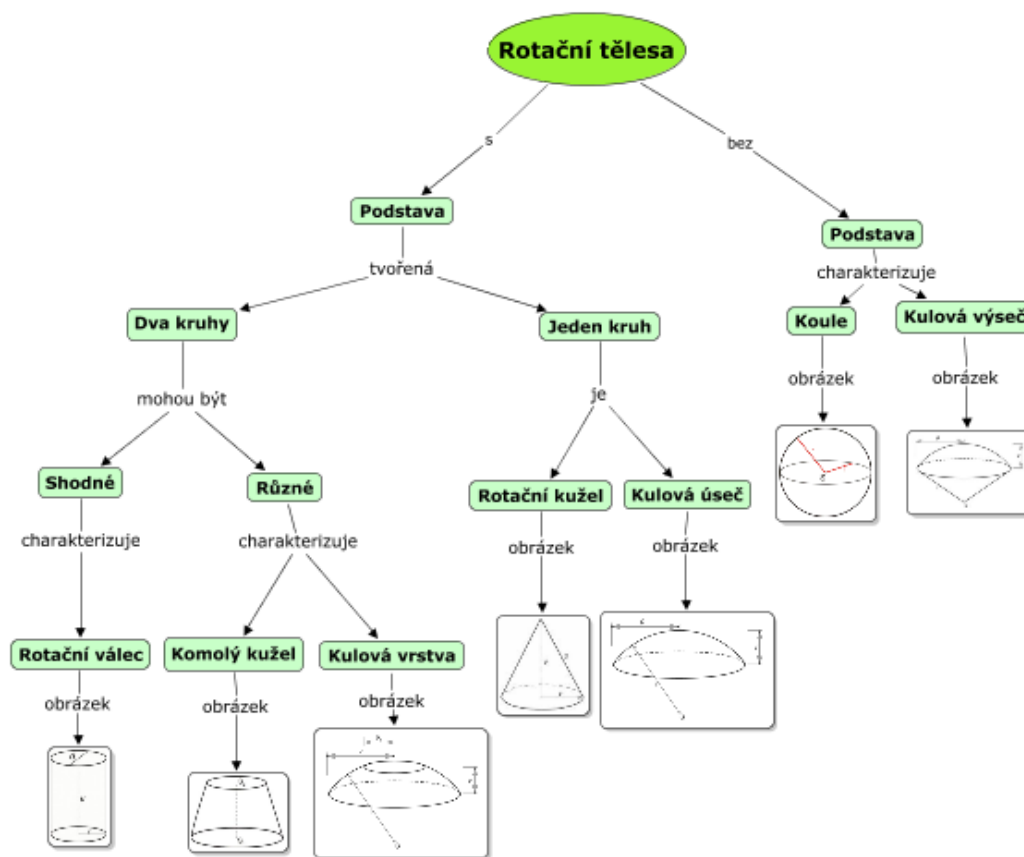 Rotační tělesa
s
bez
Podstava
Podstava
tvořená
charakterizuje
Dva kruhy
Jeden kruh
Koule
Kulová výseč
mohou být
je
obrázek
obrázek
Shodné
Různé
Rotační kužel
Kulová úseč
charakterizuje
charakterizuje
obrázek
obrázek
Rotační válec
Komolý kužel
Kulová vrstva
obrázek
obrázek
obrázek